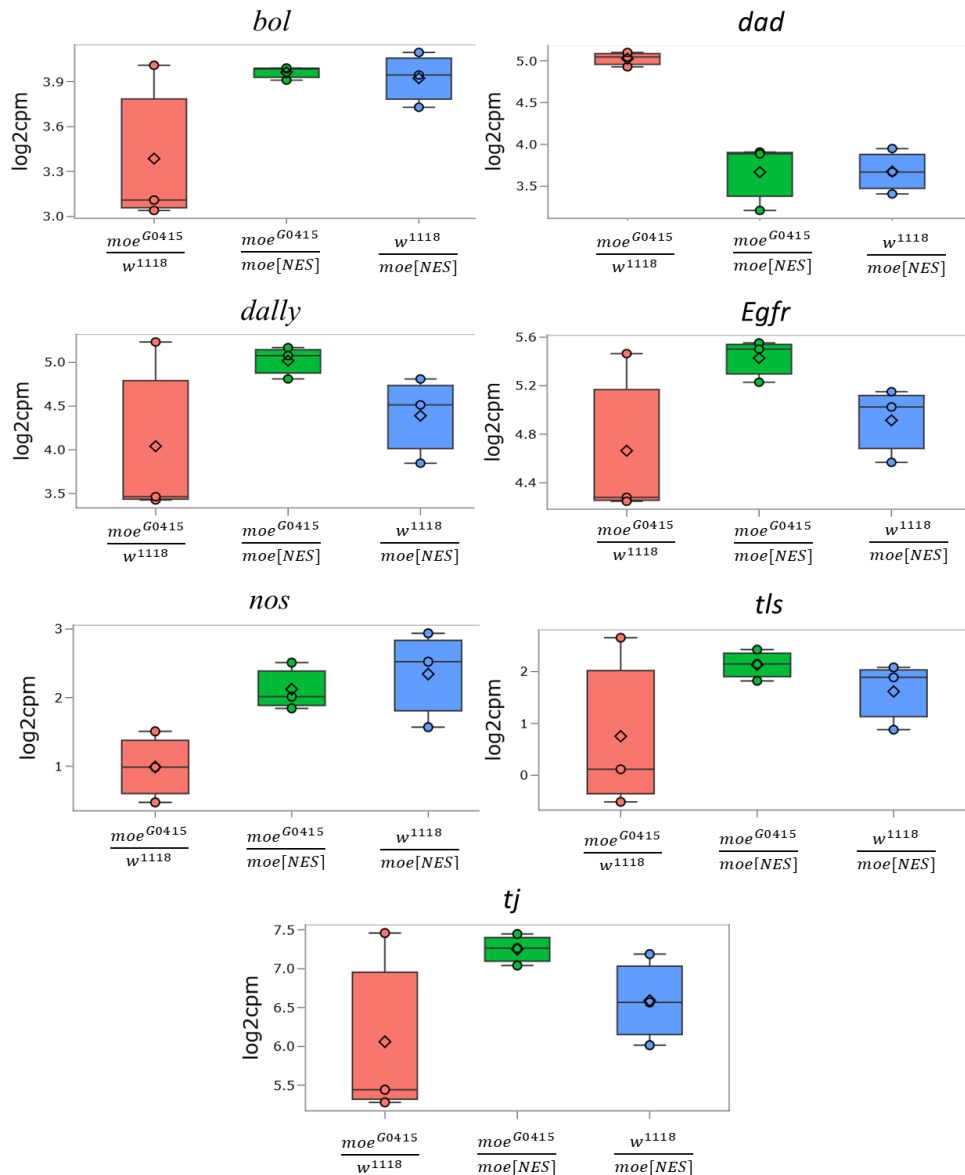 bol dad
log2cpm 3.9 3.6 3.3 3.0 log2cpm 5.0 4.5 4.0 3.5
moe^G0415 moe^G0415 w^1118 moe^G0415 moe^G0415 w^1118
w^1118 moe[NES] moe[NES] w^1118 moe[NES] moe[NES]
dally Egfr
log2cpm 5.0 4.5 4.0 3.5 log2cpm 5.6 5.2 4.8 4.4
moe^G0415 moe^G0415 w^1118 moe^G0415 moe^G0415 w^1118
w^1118 moe[NES] moe[NES] w^1118 moe[NES] moe[NES]
nos tls
log2cpm 3 2 1 log2cpm 2 1 0
moe^G0415 moe^G0415 w^1118 moe^G0415 moe^G0415 w^1118
w^1118 moe[NES] moe[NES] w^1118 moe[NES] moe[NES]
tj
log2cpm 7.5 7.0 6.5 6.0 5.5
moe^G0415 moe^G0415 w^1118
w^1118 moe[NES] moe[NES]